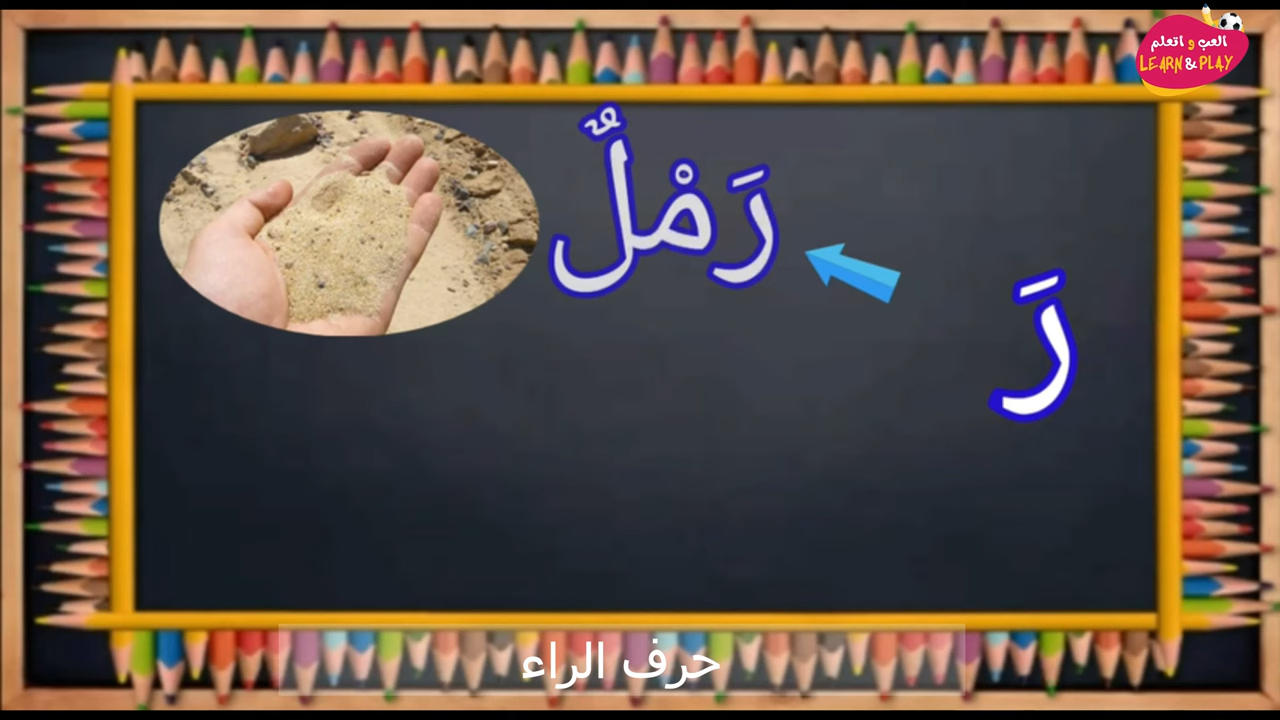 العب و اتعلم
LEARN & PLAY
رَمْلٌ
رَ
حرف الراء